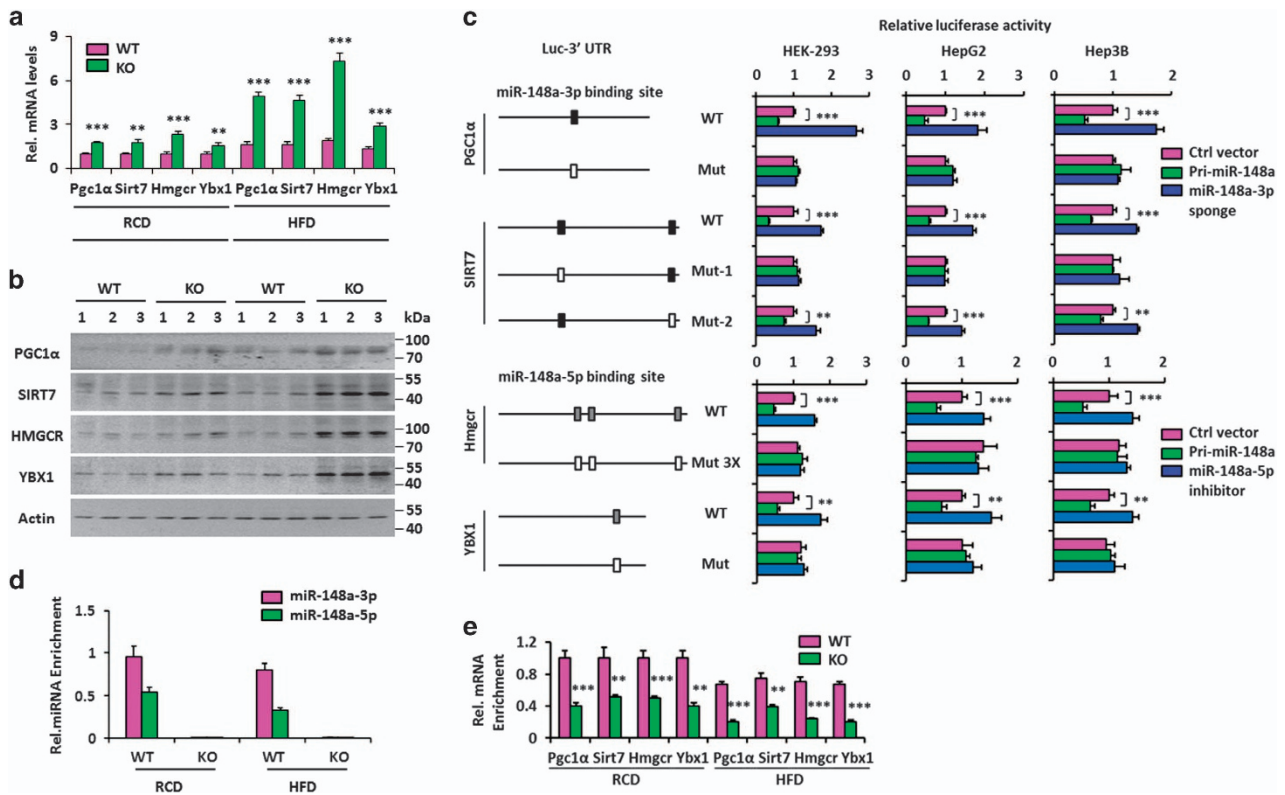 a
Rel. mRNA levels
9
6
3
0
WT
KO
*** ** *** ** *** *** *** ***
Pgc1α Sirt7 Hmgcr Ybx1 Pgc1α Sirt7 Hmgcr Ybx1
RCD HFD
b
WT KO WT KO
1 2 3 1 2 3 1 2 3 1 2 3 kDa
PGC1α
100
70
SIRT7
55
40
HMGCR
100
70
YBX1
55
40
Actin
55
40
c
Relative luciferase activity
Luc-3' UTR
HEK-293 HepG2 Hep3B
0 1 2 3 0 1 2 3 0 1 2
miR-148a-3p binding site
PGC1α
WT *** *** ***
Mut
SIRT7
WT *** *** ***
Mut-1
Mut-2 ** *** **
Ctrl vector
Pri-miR-148a
miR-148a-3p
sponge
miR-148a-5p binding site
0 1 2 3 0 1 2 0 1 2
Hmgcr
WT *** *** ***
Mut 3X
YBX1
WT ** ** **
Mut
Ctrl vector
Pri-miR-148a
miR-148a-5p
inhibitor
d
Rel.miRNA Enrichment
1.5
1
0.5
0
miR-148a-3p
miR-148a-5p
WT KO WT KO
RCD HFD
e
Rel. mRNA
Enrichment
1.2
0.8
0.4
0
WT
KO
*** ** *** ** *** ** *** ***
Pgc1α Sirt7 Hmgcr Ybx1 Pgc1α Sirt7 Hmgcr Ybx1
RCD HFD